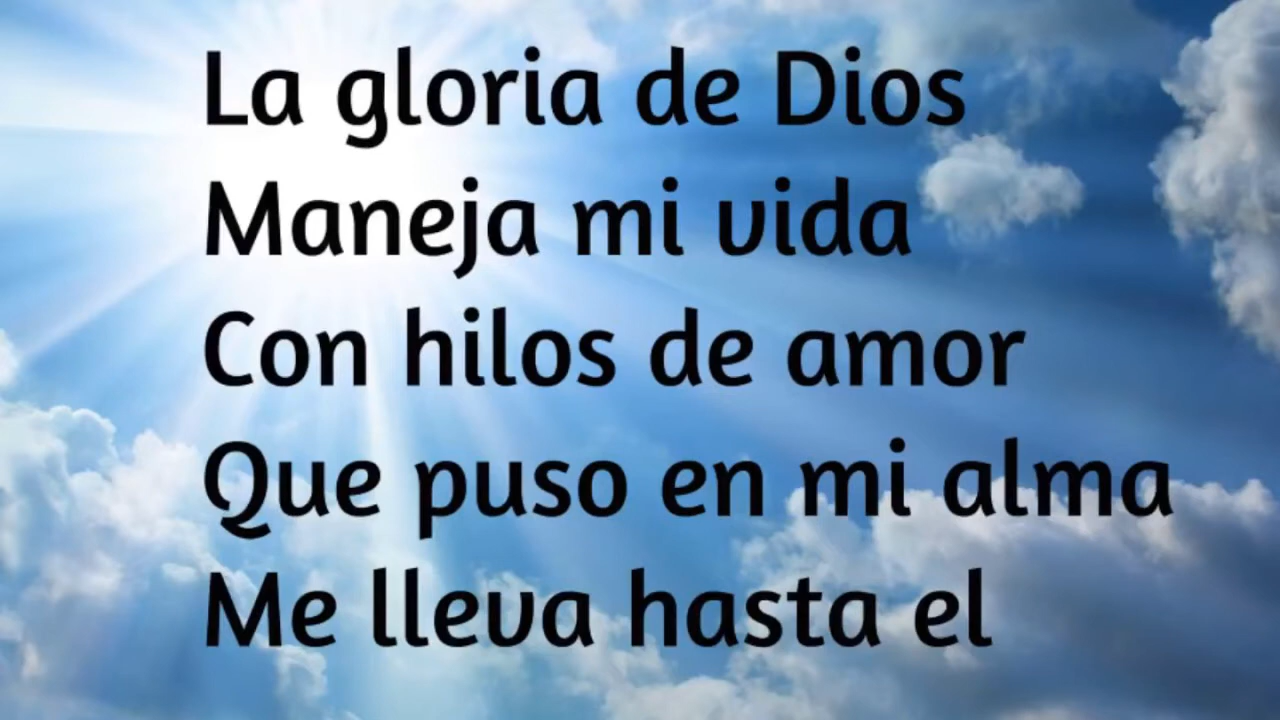 La gloria de Dios
Maneja mi vida
Con hilos de amor
Que puso en mi alma
Me lleva hasta el